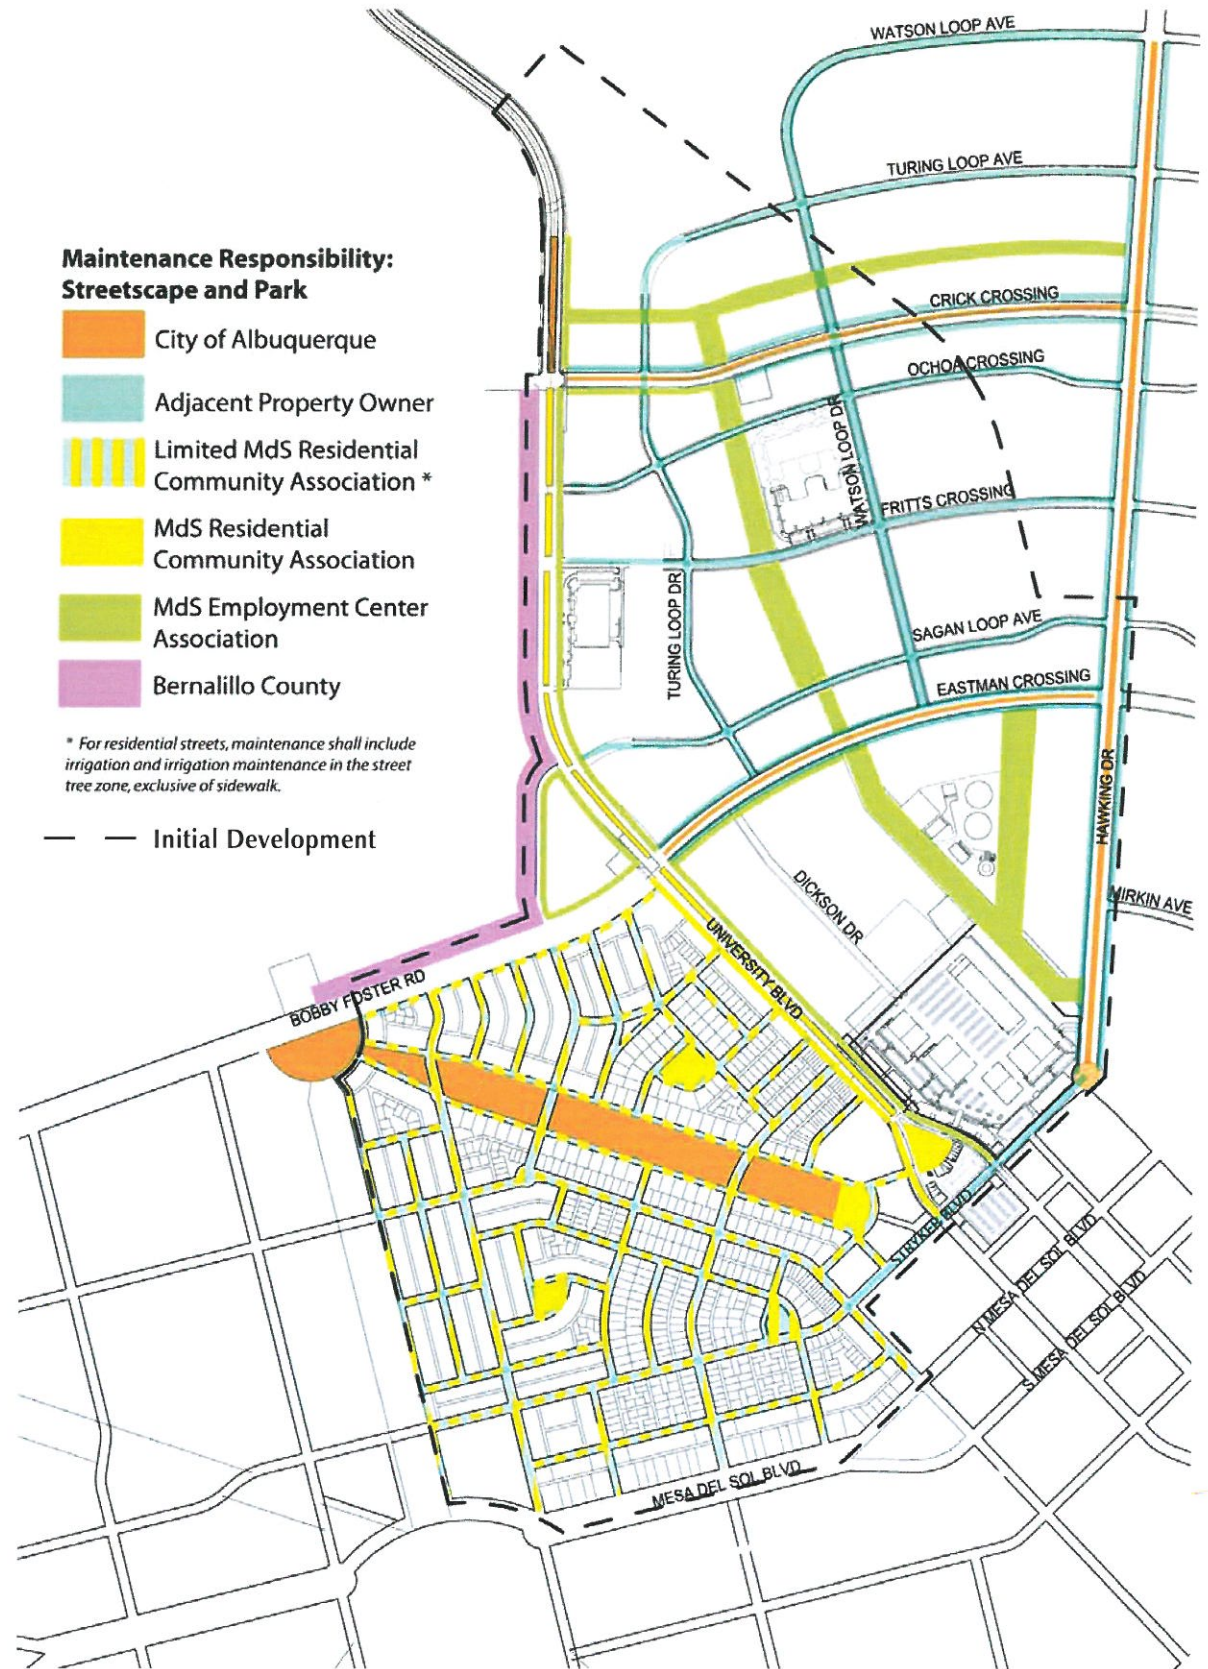 WATSON LOOP AVE
TURING LOOP AVE
Maintenance Responsibility:
Streetscape and Park
City of Albuquerque
Adjacent Property Owner
Limited MdS Residential
Community Association *
MdS Residential
Community Association
MdS Employment Center
Association
Bernalillo County
* For residential streets, maintenance shall include
irrigation and irrigation maintenance in the street
tree zone, exclusive of sidewalk.
Initial Development
CRICK CROSSING
OCHOA CROSSING
WATSON LOOP DR
FRITTS CROSSING
TURING LOOP DR
SAGAN LOOP AVE
EASTMAN CROSSING
HAWKING DR
DICKSON DR
MIRKIN AVE
UNIVERSITY BLVD
BOBBY FOSTER RD
STRYKER BLVD
N MESA DEL SOL BLVD
S MESA DEL SOL BLVD
MESA DEL SOL BLVD